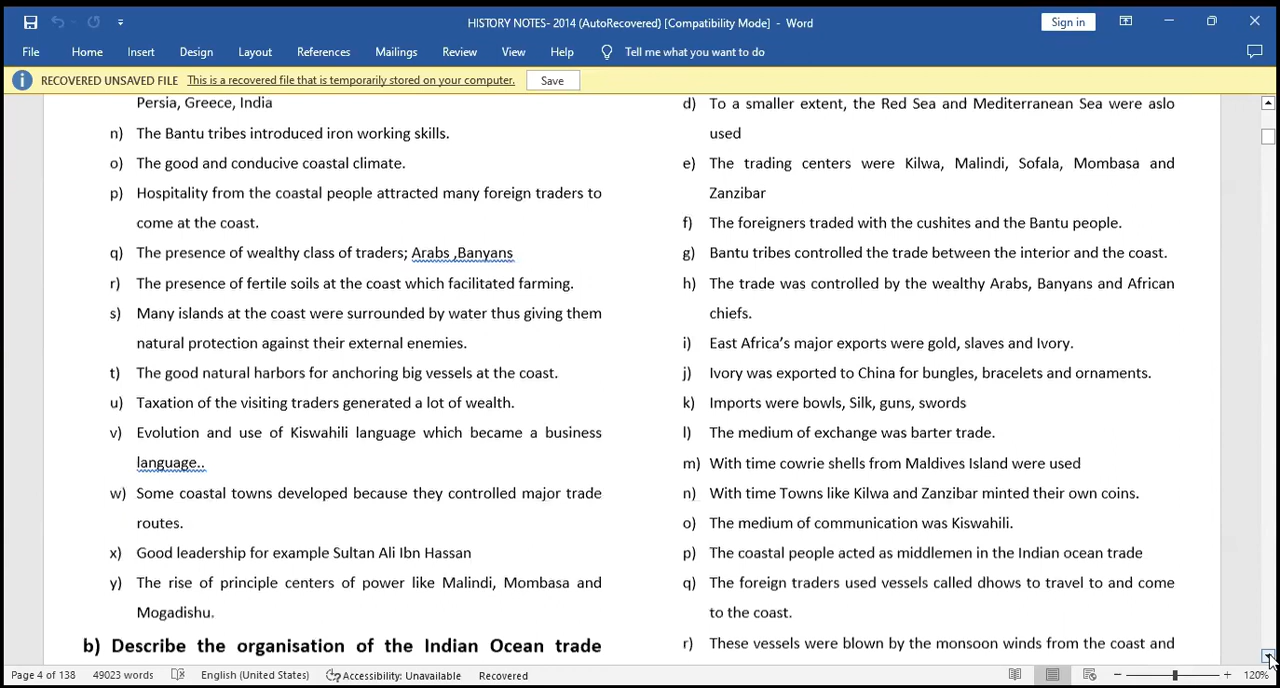 HISTORY NOTES- 2014 (AutoRecovered) [Compatibility Mode] - Word
Sign in
File Home Insert Design Layout References Mailings Review View Help Tell me what you want to do
RECOVERED UNSAVED FILE This is a recovered file that is temporarily stored on your computer. Save
Persia, Greece, India
n) The Bantu tribes introduced iron working skills.
o) The good and conducive coastal climate.
p) Hospitality from the coastal people attracted many foreign traders to
come at the coast.
q) The presence of wealthy class of traders; Arabs ,Banyans
r) The presence of fertile soils at the coast which facilitated farming.
s) Many islands at the coast were surrounded by water thus giving them
natural protection against their external enemies.
t) The good natural harbors for anchoring big vessels at the coast.
u) Taxation of the visiting traders generated a lot of wealth.
v) Evolution and use of Kiswahili language which became a business
language..
w) Some coastal towns developed because they controlled major trade
routes.
x) Good leadership for example Sultan Ali Ibn Hassan
y) The rise of principle centers of power like Malindi, Mombasa and
Mogadishu.
b) Describe the organisation of the Indian Ocean trade
d) To a smaller extent, the Red Sea and Mediterranean Sea were aslo
used
e) The trading centers were Kilwa, Malindi, Sofala, Mombasa and
Zanzibar
f) The foreigners traded with the cushites and the Bantu people.
g) Bantu tribes controlled the trade between the interior and the coast.
h) The trade was controlled by the wealthy Arabs, Banyans and African
chiefs.
i) East Africa's major exports were gold, slaves and Ivory.
j) Ivory was exported to China for bungles, bracelets and ornaments.
k) Imports were bowls, Silk, guns, swords
l) The medium of exchange was barter trade.
m) With time cowrie shells from Maldives Island were used
n) With time Towns like Kilwa and Zanzibar minted their own coins.
o) The medium of communication was Kiswahili.
p) The coastal people acted as middlemen in the Indian ocean trade
q) The foreign traders used vessels called dhows to travel to and come
to the coast.
r) These vessels were blown by the monsoon winds from the coast and
Page 4 of 138 49023 words English (United States) Accessibility: Unavailable Recovered 120%